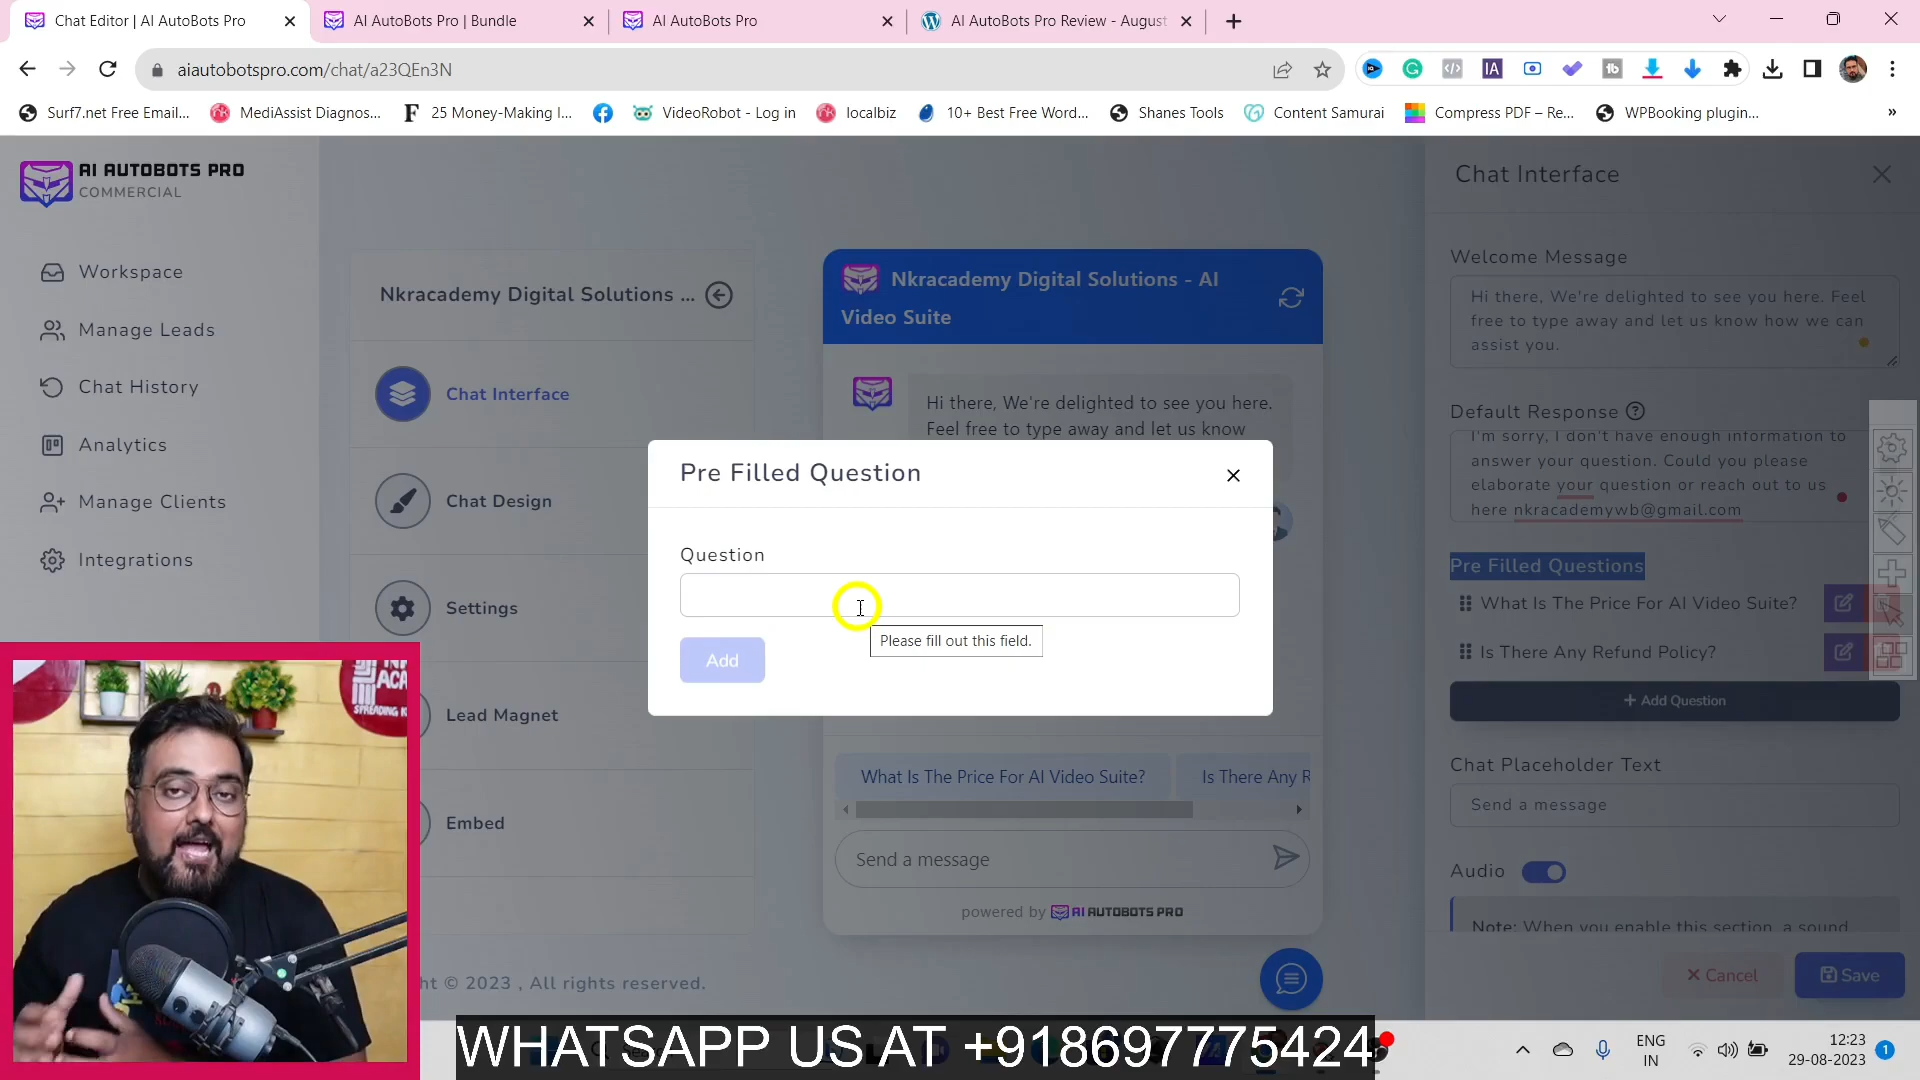 Chat Editor | AI AutoBots Pro
AI AutoBots Pro | Bundle
AI AutoBots Pro
AI AutoBots Pro Review - August
aiautobotspro.com/chat/a23QEn3N
Surf7.net Free Email...
MediAssist Diagnos...
25 Money-Making I...
VideoRobot - Log in
localbiz
10+ Best Free Word...
Shanes Tools
Content Samurai
Compress PDF – Re...
WPBooking plugin...
AI AUTOBOTS PRO
COMMERCIAL
Workspace
Manage Leads
Chat History
Analytics
Manage Clients
Integrations
Nkracademy Digital Solutions ...
Chat Interface
Chat Design
Settings
Lead Magnet
Embed
Nkracademy Digital Solutions - AI
Video Suite
Hi there, We're delighted to see you here.
Feel free to type away and let us know
Pre Filled Question
Question
Please fill out this field.
Add
What Is The Price For AI Video Suite?
Is There Any R
Send a message
powered by AI AUTOBOTS PRO
ht © 2023 , All rights reserved.
Chat Interface
Welcome Message
Hi there, We're delighted to see you here. Feel
free to type away and let us know how we can
assist you.
Default Response
I'm sorry, I don't have enough information to
answer your question. Could you please
elaborate your question or reach out to us
here nkracademywb@gmail.com
Pre Filled Questions
What Is The Price For AI Video Suite?
Is There Any Refund Policy?
+ Add Question
Chat Placeholder Text
Send a message
Audio
Note: When you enable this section, a sound
Cancel
Save
WHATSAPP US AT +918697775424
ENG
IN
12:23
29-08-2023
1